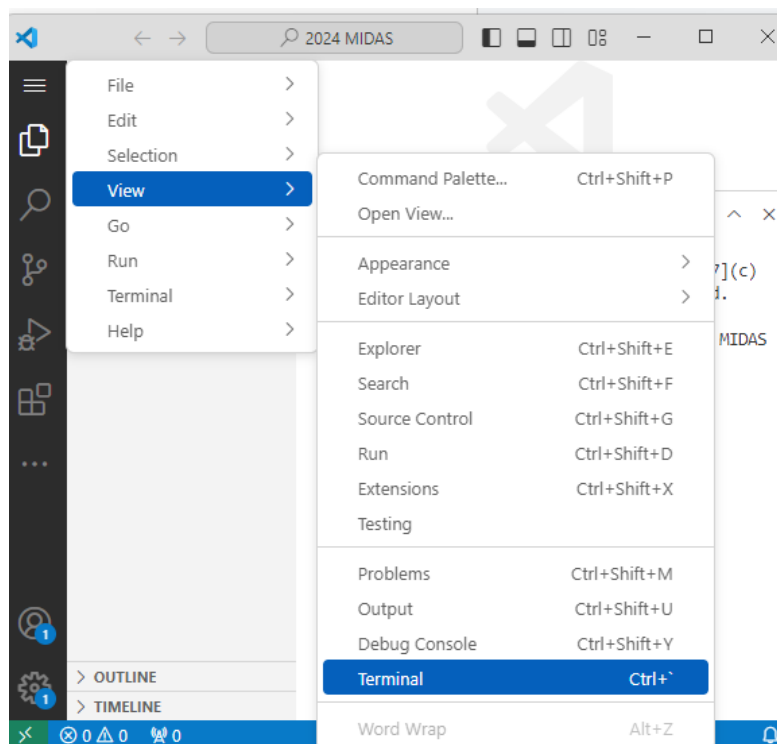 2024 MIDAS
File
Edit
Selection
View
Go
Run
Terminal
Help
Command Palette... Ctrl+Shift+P
Open View...
Appearance
Editor Layout
Explorer Ctrl+Shift+E
Search Ctrl+Shift+F
Source Control Ctrl+Shift+G
Run Ctrl+Shift+D
Extensions Ctrl+Shift+X
Testing
Problems Ctrl+Shift+M
Output Ctrl+Shift+U
Debug Console Ctrl+Shift+Y
Terminal Ctrl+`
Word Wrap Alt+Z
7](c)
d.
MIDAS
1
1
OUTLINE
TIMELINE
0 0 0